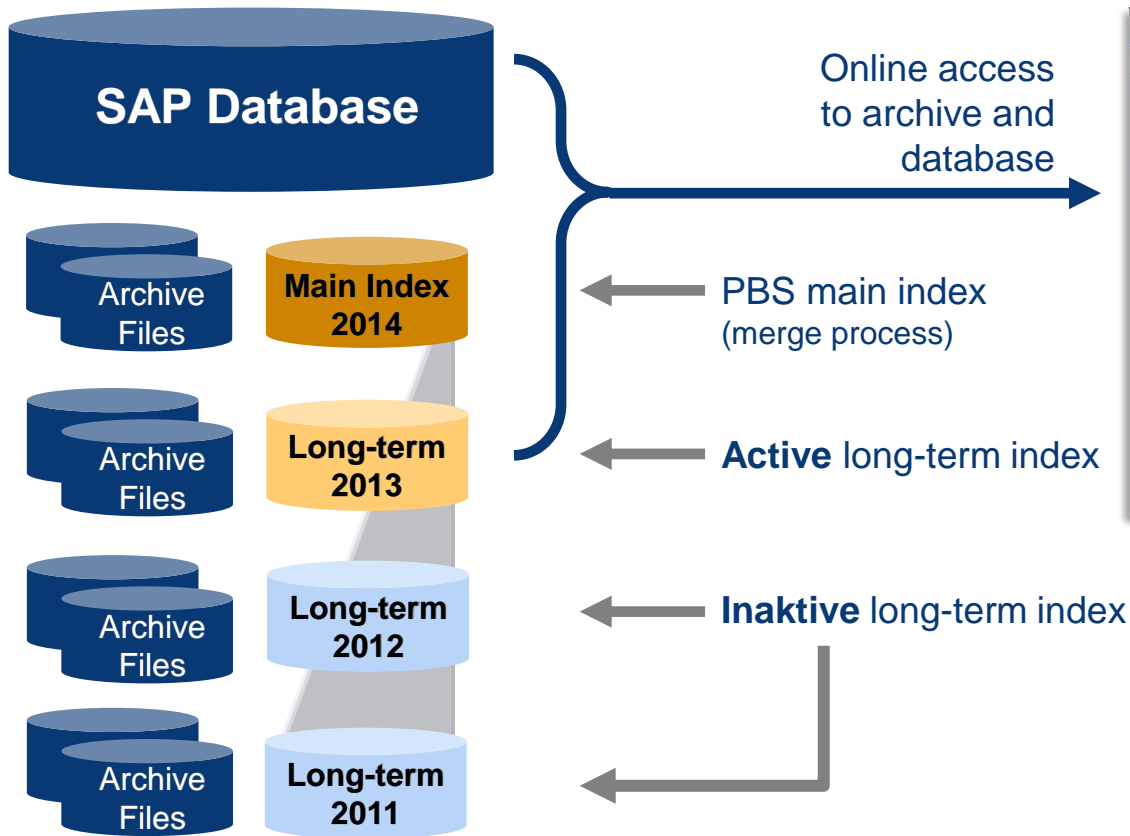 SAP Database
Online access
to archive and
database
Archive
Files
Main Index
2014
PBS main index
(merge process)
Archive
Files
Long-term
2013
Active long-term index
Archive
Files
Long-term
2012
Inaktive long-term index
Archive
Files
Long-term
2011